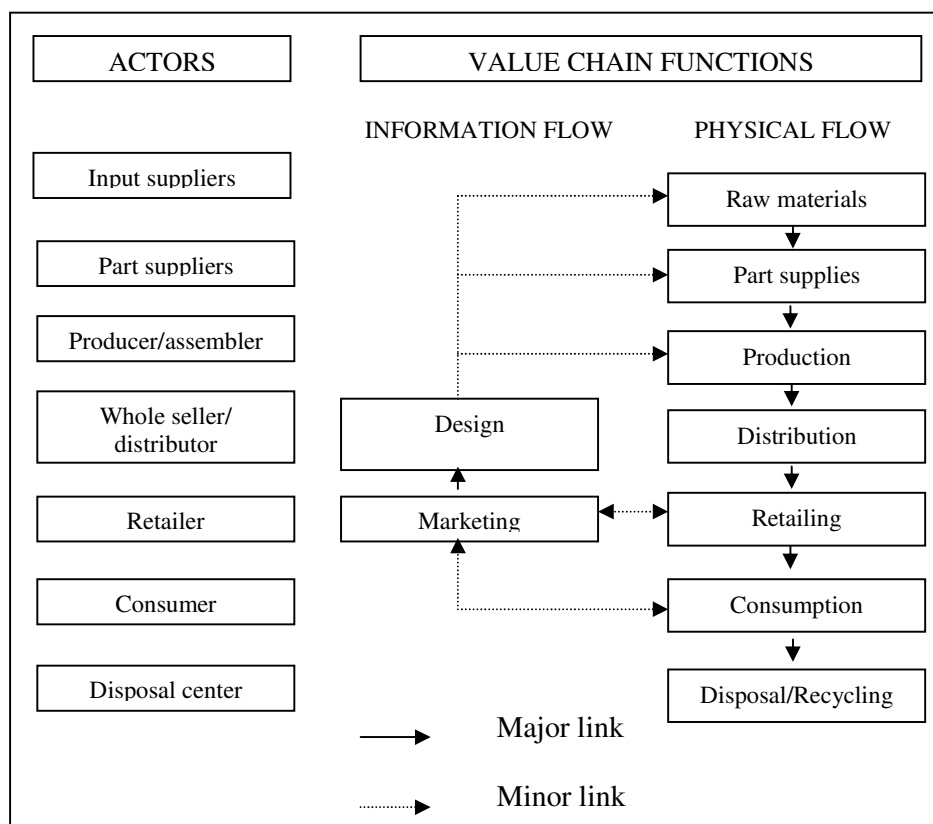 ACTORS
VALUE CHAIN FUNCTIONS
INFORMATION FLOW
PHYSICAL FLOW
Input suppliers
Part suppliers
Producer/assembler
Whole seller/
distributor
Retailer
Consumer
Disposal center
Design
Marketing
Raw materials
Part supplies
Production
Distribution
Retailing
Consumption
Disposal/Recycling
Major link
Minor link